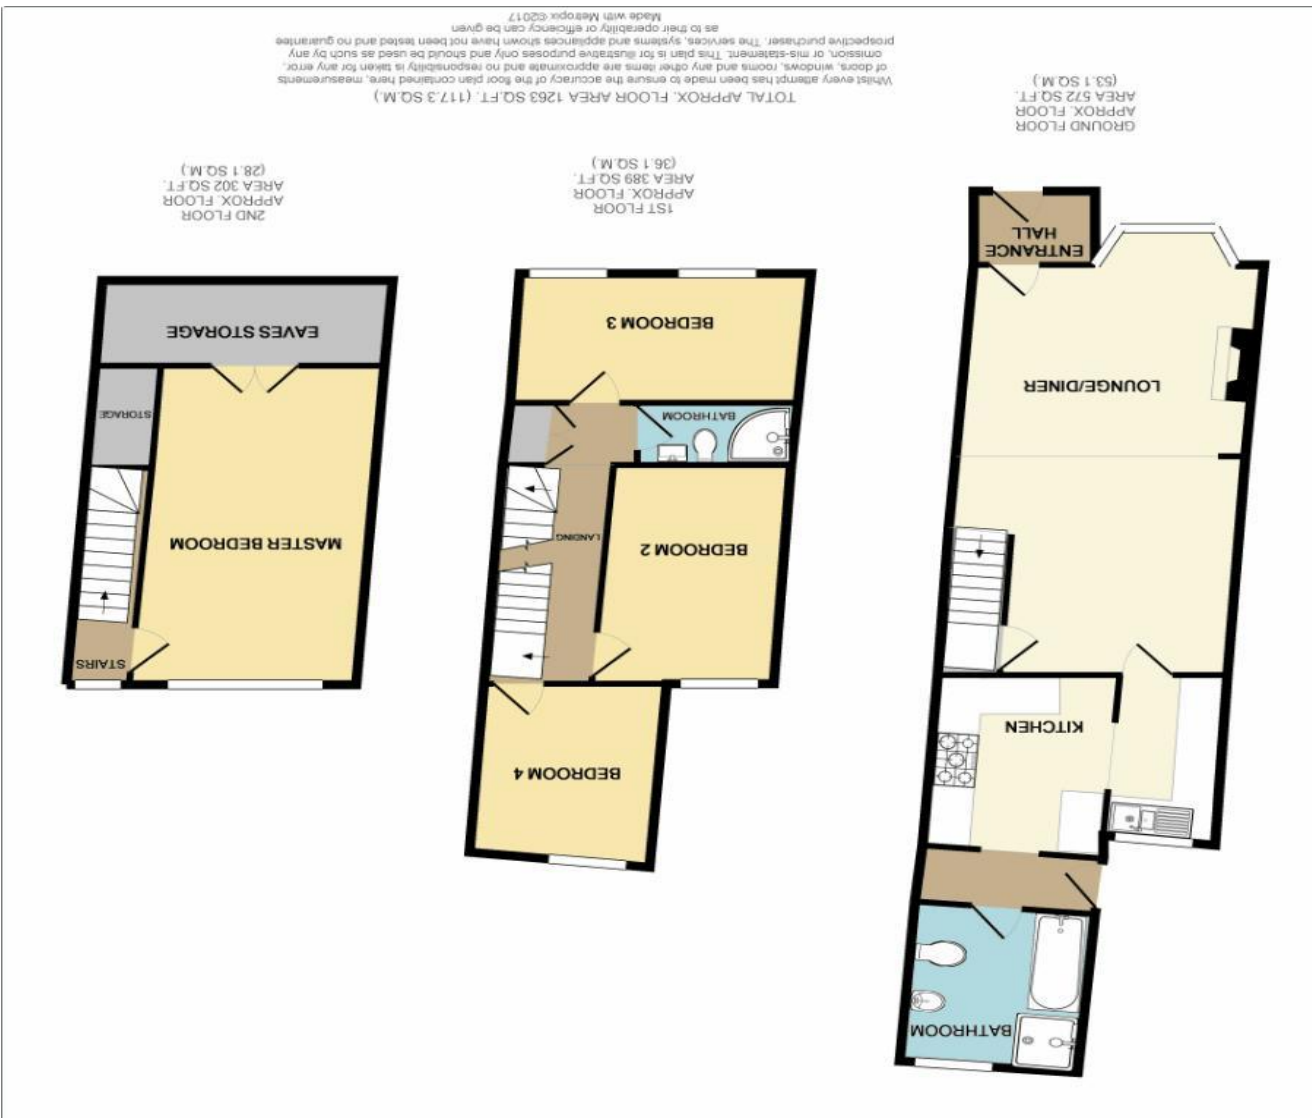 BATHROOM
KITCHEN
LOUNGE/DINER
ENTRANCE
HALL
GROUND FLOOR
APPROX. FLOOR
AREA 572 SQ.FT.
(53.1 SQ.M.)
BEDROOM 4
BEDROOM 2
LANDING
BATHROOM
BEDROOM 3
1ST FLOOR
APPROX. FLOOR
AREA 389 SQ.FT.
(36.1 SQ.M.)
STAIRS
MASTER BEDROOM
STORAGE
EAVES STORAGE
2ND FLOOR
APPROX. FLOOR
AREA 302 SQ.FT.
(28.1 SQ.M.)
TOTAL APPROX. FLOOR AREA 1263 SQ.FT. (117.3 SQ.M.)
Whilst every attempt has been made to ensure the accuracy of the floor plan contained here, measurements
of doors, windows, rooms and any other items are approximate and no responsibility is taken for any error,
omission, or mis-statement. This plan is for illustrative purposes only and should be used as such by any
prospective purchaser. The services, systems and appliances shown have not been tested and no guarantee
as to their operability or efficiency can be given
Made with Metropix ©2017